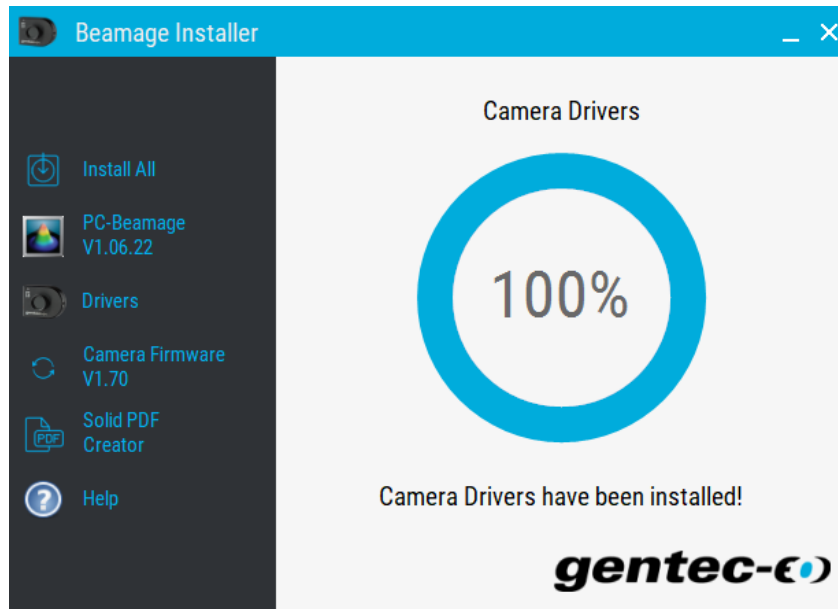 Beamage Installer
Install All
PC-Beamage
V1.06.22
Drivers
Camera Firmware
V1.70
PDF
Solid PDF
Creator
?
Help
Camera Drivers
100%
Camera Drivers have been installed!
gentec-EO